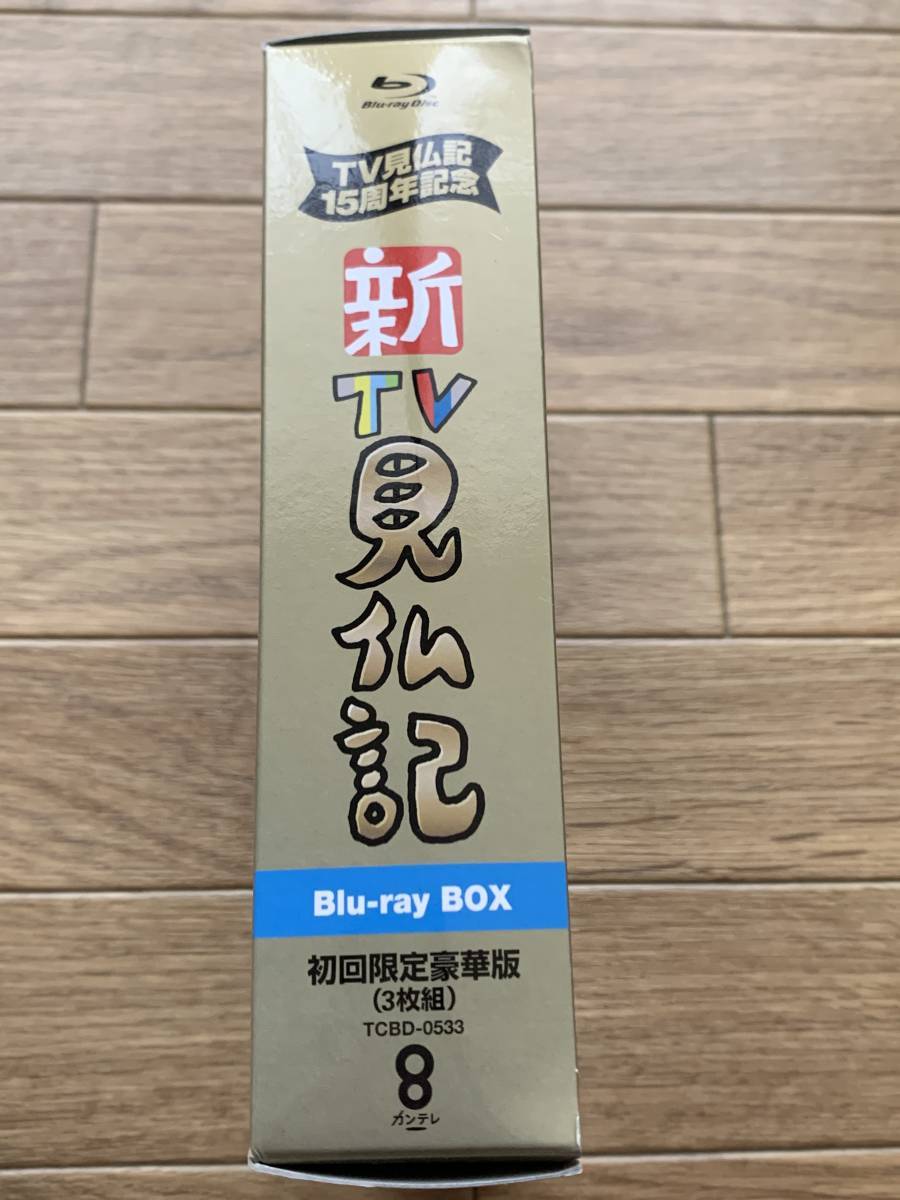 Blu-ray Disc
TV見仏記
15周年記念
新
TV
見
仏
記
Blu-ray BOX
初回限定豪華版
(3枚組)
TCBD-0533
8
カンテレ